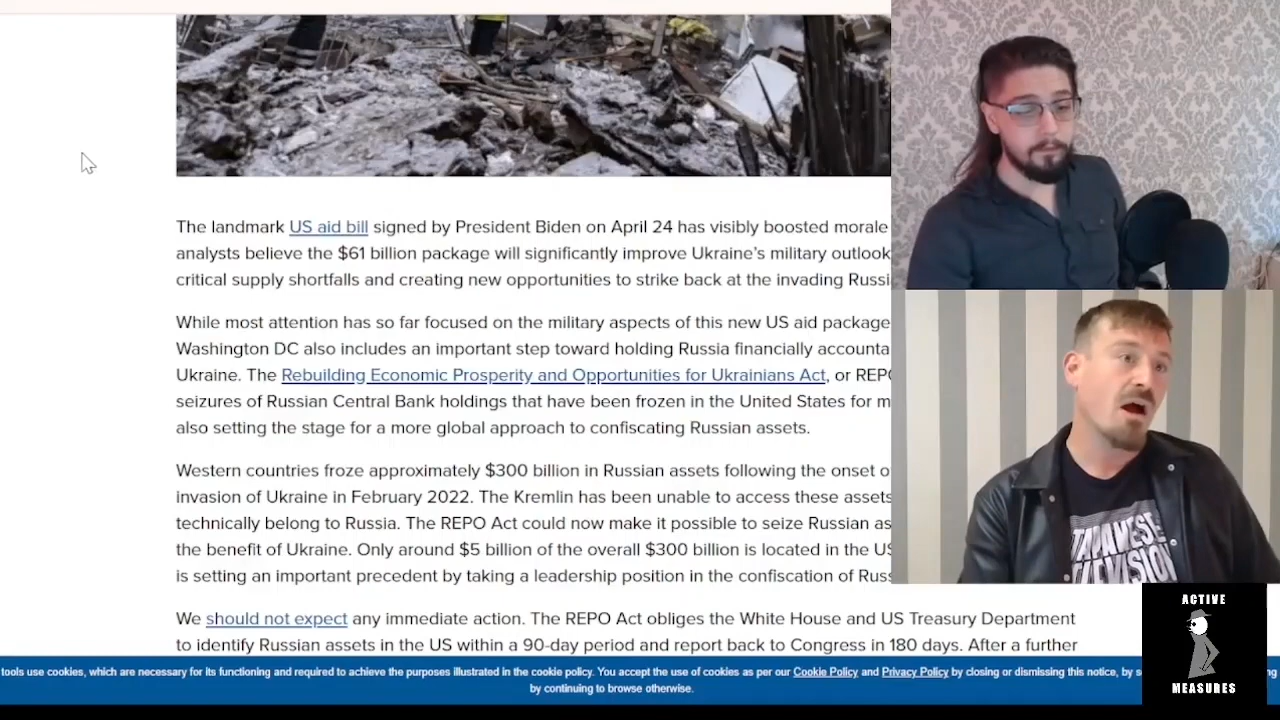 The landmark US aid bill signed by President Biden on April 24 has visibly boosted morale
analysts believe the $61 billion package will significantly improve Ukraine's military outlook
critical supply shortfalls and creating new opportunities to strike back at the invading Russi
While most attention has so far focused on the military aspects of this new US aid package
Washington DC also includes an important step toward holding Russia financially accounta
Ukraine. The Rebuilding Economic Prosperity and Opportunities for Ukrainians Act, or REPO
seizures of Russian Central Bank holdings that have been frozen in the United States for m
also setting the stage for a more global approach to confiscating Russian assets.
Western countries froze approximately $300 billion in Russian assets following the onset o
invasion of Ukraine in February 2022. The Kremlin has been unable to access these assets
technically belong to Russia. The REPO Act could now make it possible to seize Russian as
the benefit of Ukraine. Only around $5 billion of the overall $300 billion is located in the US
is setting an important precedent by taking a leadership position in the confiscation of Rus
We should not expect any immediate action. The REPO Act obliges the White House and US Treasury Department
to identify Russian assets in the US within a 90-day period and report back to Congress in 180 days. After a further
tools use cookies, which are necessary for its functioning and required to achieve the purposes illustrated in the cookie policy. You accept the use of cookies as per our Cookie Policy and Privacy Policy by closing or dismissing this notice, by s
by continuing to browse otherwise.
ACTIVE
MEASURES